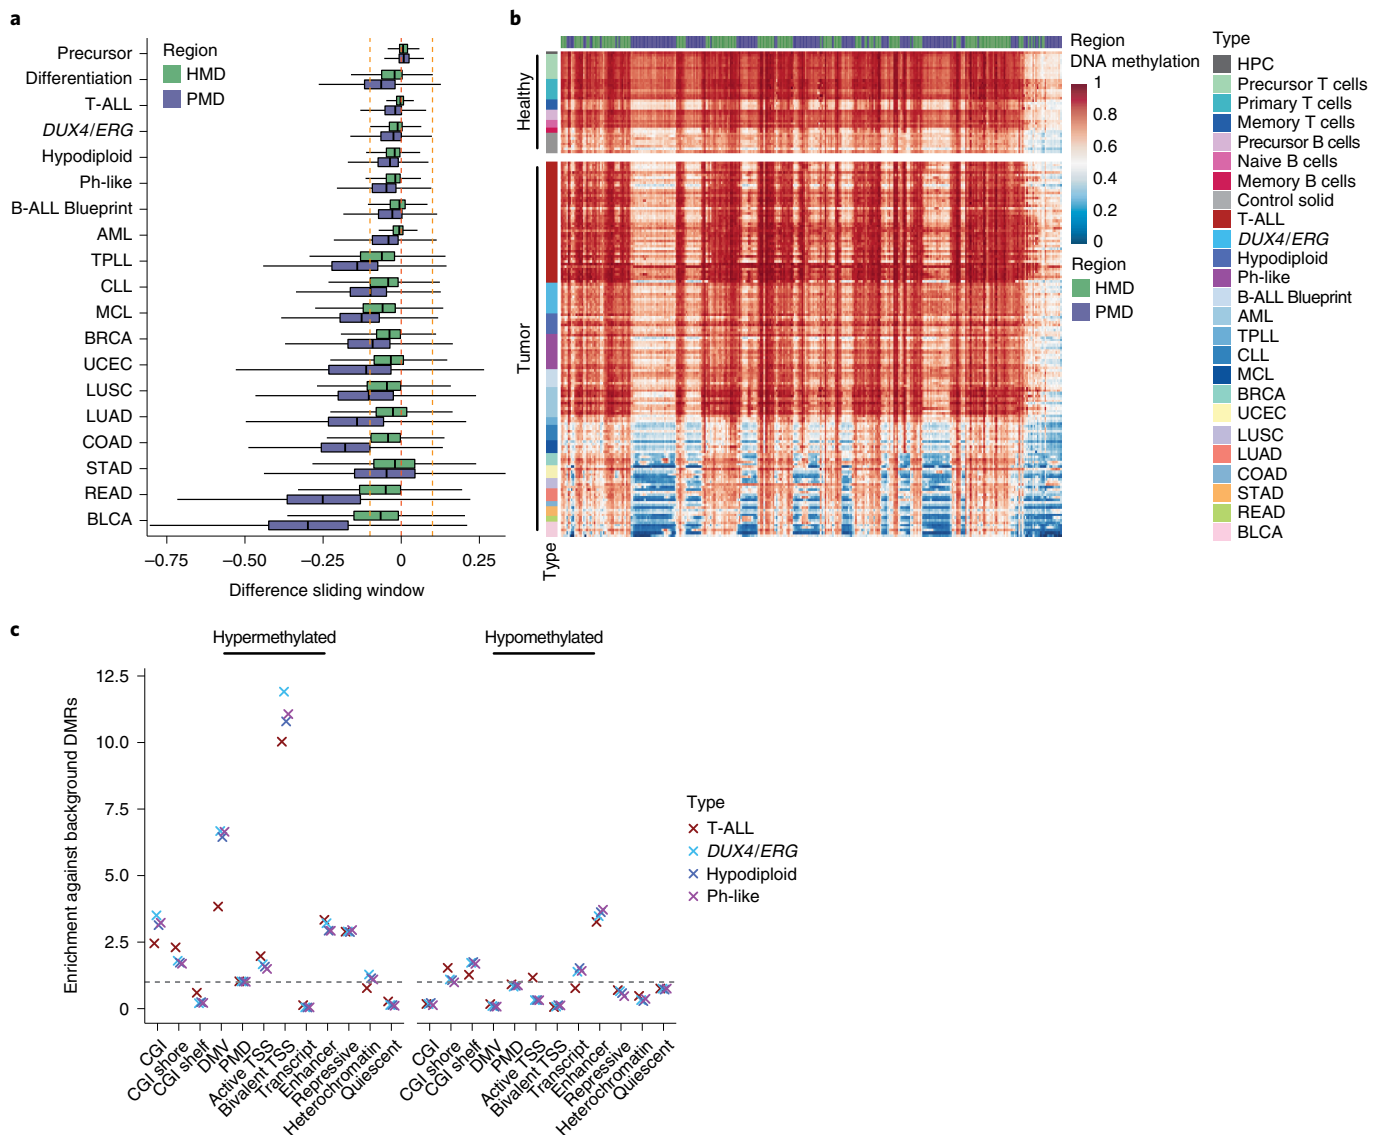 a
Region
HMD
PMD
Precursor
Differentiation
T-ALL
DUX4/ERG
Hypodiploid
Ph-like
B-ALL Blueprint
AML
TPLL
CLL
MCL
BRCA
UCEC
LUSC
LUAD
COAD
STAD
READ
BLCA
−0.75
−0.50
−0.25
0
0.25
Difference sliding window
b
Healthy
Tumor
Type
Region
DNA methylation
1
0.8
0.6
0.4
0.2
0
Region
HMD
PMD
Type
HPC
Precursor T cells
Primary T cells
Memory T cells
Precursor B cells
Naive B cells
Memory B cells
Control solid
T-ALL
DUX4/ERG
Hypodiploid
Ph-like
B-ALL Blueprint
AML
TPLL
CLL
MCL
BRCA
UCEC
LUSC
LUAD
COAD
STAD
READ
BLCA
c
Hypermethylated
Hypomethylated
Enrichment against background DMRs
12.5
10.0
7.5
5.0
2.5
0
CGI
CGI shore
CGI shelf
DMV
PMD
Active TSS
Bivalent TSS
Transcript
Enhancer
Repressive
Heterochromatin
Quiescent
CGI
CGI shore
CGI shelf
DMV
PMD
Active TSS
Bivalent TSS
Transcript
Enhancer
Repressive
Heterochromatin
Quiescent
Type
T-ALL
DUX4/ERG
Hypodiploid
Ph-like